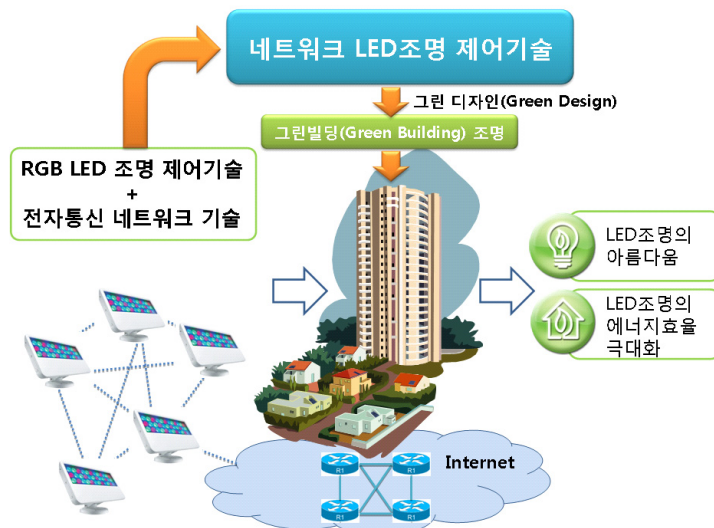 네트워크 LED조명 제어기술
그린 디자인(Green Design)
그린빌딩(Green Building) 조명
RGB LED 조명 제어기술
+
전자통신 네트워크 기술
LED조명의
아름다움
LED조명의
에너지효율
극대화
Internet
R1 R1
R1 R1